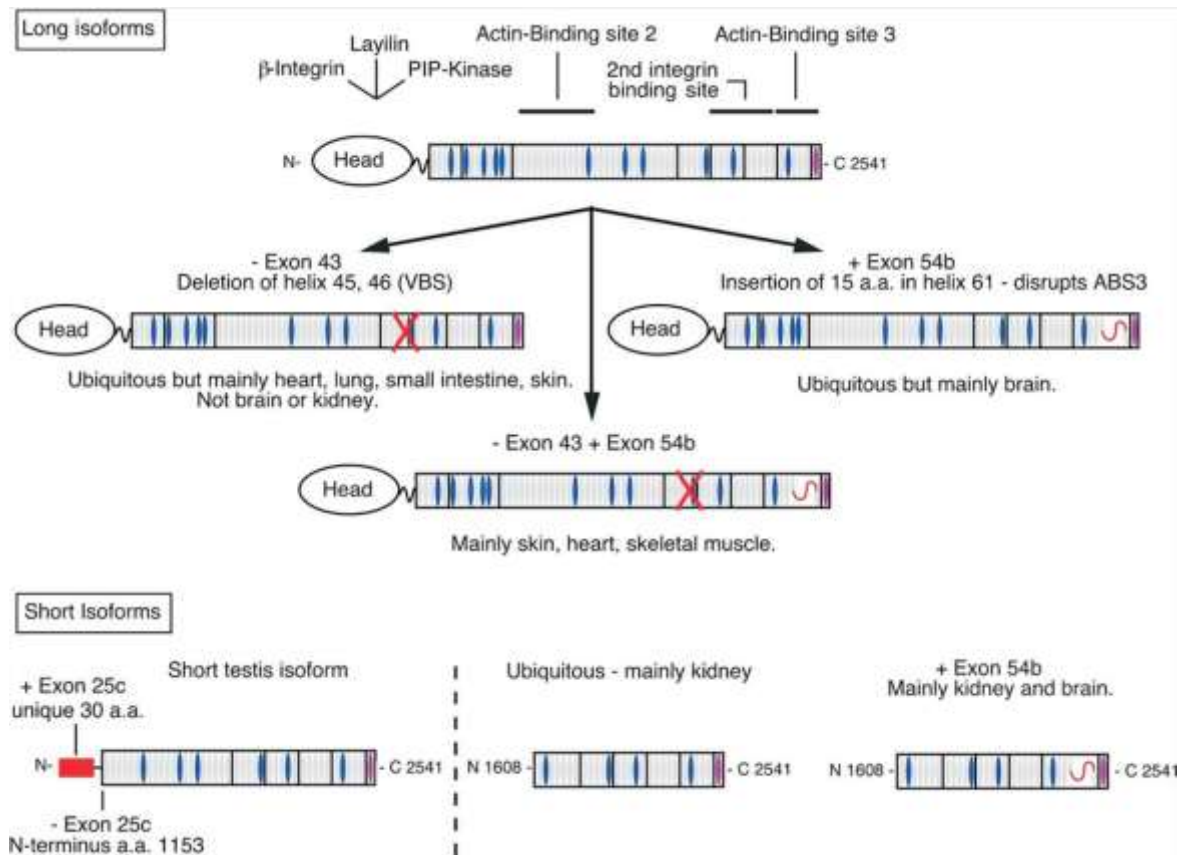 Long isoforms
Layilin
β-Integrin
PIP-Kinase
Actin-Binding site 2
2nd integrin
binding site
Actin-Binding site 3
N-
Head
- C 2541
- Exon 43
Deletion of helix 45, 46 (VBS)
Head
Ubiquitous but mainly heart, lung, small intestine, skin.
Not brain or kidney.
+ Exon 54b
Insertion of 15 a.a. in helix 61 - disrupts ABS3
Head
Ubiquitous but mainly brain.
- Exon 43 + Exon 54b
Head
Mainly skin, heart, skeletal muscle.
Short Isoforms
Short testis isoform
+ Exon 25c
unique 30 a.a.
N-
- C 2541
- Exon 25c
N-terminus a.a. 1153
Ubiquitous - mainly kidney
N 1608 -
- C 2541
+ Exon 54b
Mainly kidney and brain.
N 1608 -
- C 2541